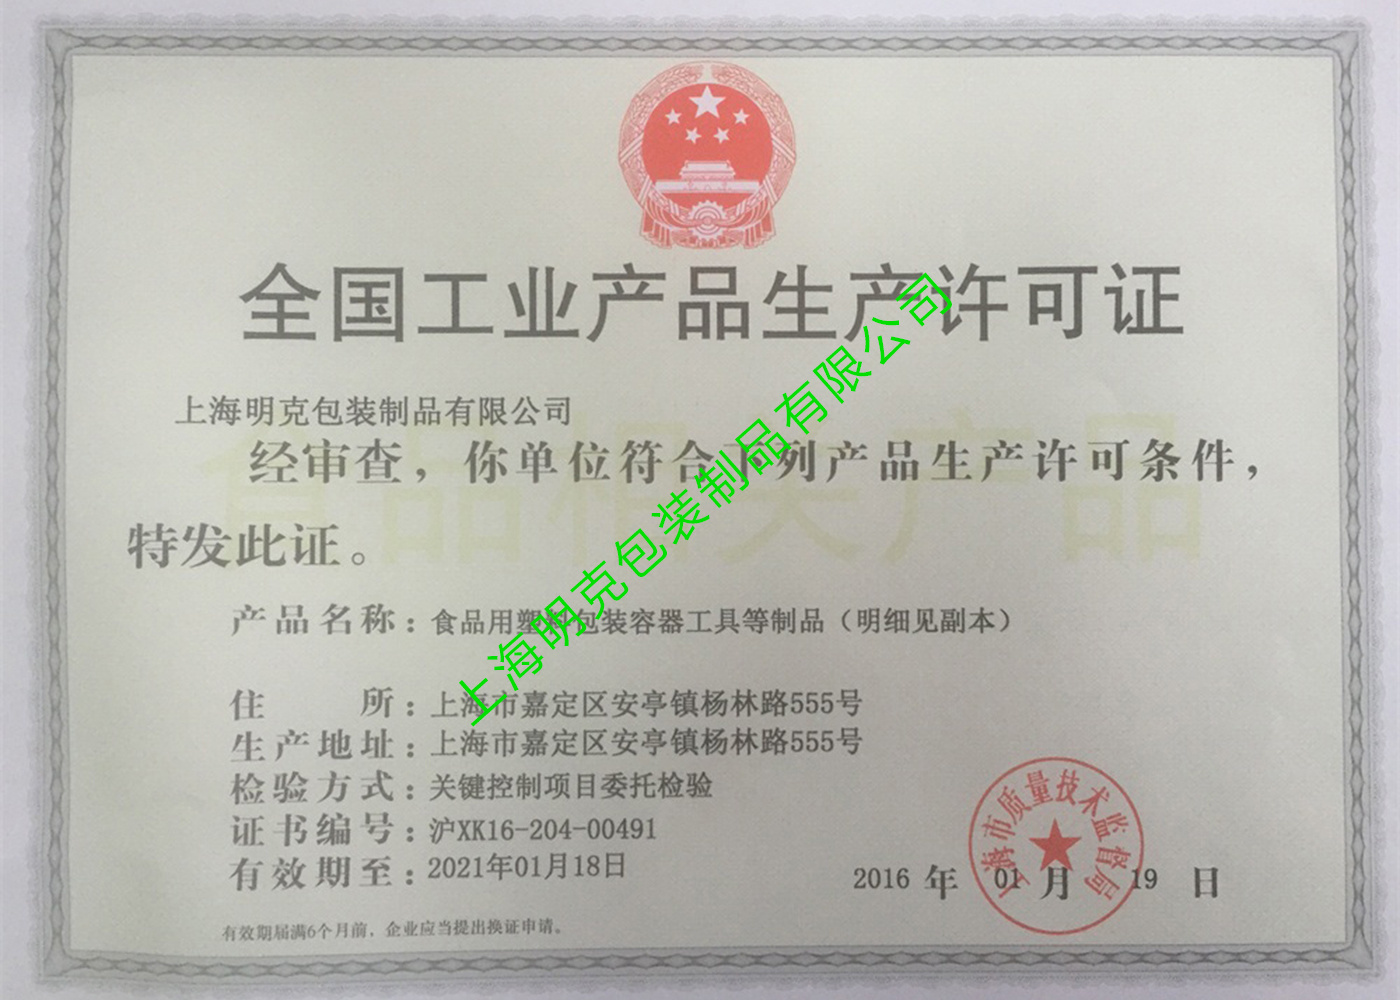 全国工业产品生产许可证
上海明克包装制品有限公司
经审查，你单位符合下列产品生产许可条件，
特发此证。
食品相关产品
上海明克包装制品有限公司
产品名称：食品用塑料包装容器工具等制品（明细见副本）
住所：上海市嘉定区安亭镇杨林路555号
生产地址：上海市嘉定区安亭镇杨林路555号
检验方式：关键控制项目委托检验
证书编号：沪XK16-204-00491
有效期至：2021年01月18日
上海市质量技术监督局
2016 年 01 月 19 日
有效期届满6个月前，企业应当提出换证申请。